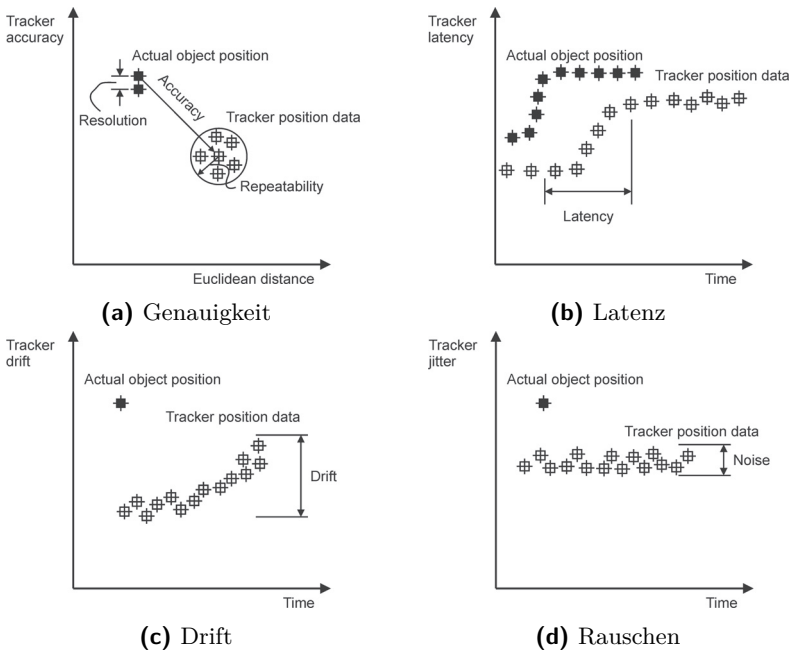 Tracker
accuracy
Actual object position
Accuracy
Resolution
Tracker position data
Repeatability
Euclidean distance
(a) Genauigkeit
Tracker
latency
Actual object position
Tracker position data
Latency
Time
(b) Latenz
Tracker
drift
Actual object position
Tracker position data
Drift
Time
(c) Drift
Tracker
jitter
Actual object position
Tracker position data
Noise
Time
(d) Rauschen